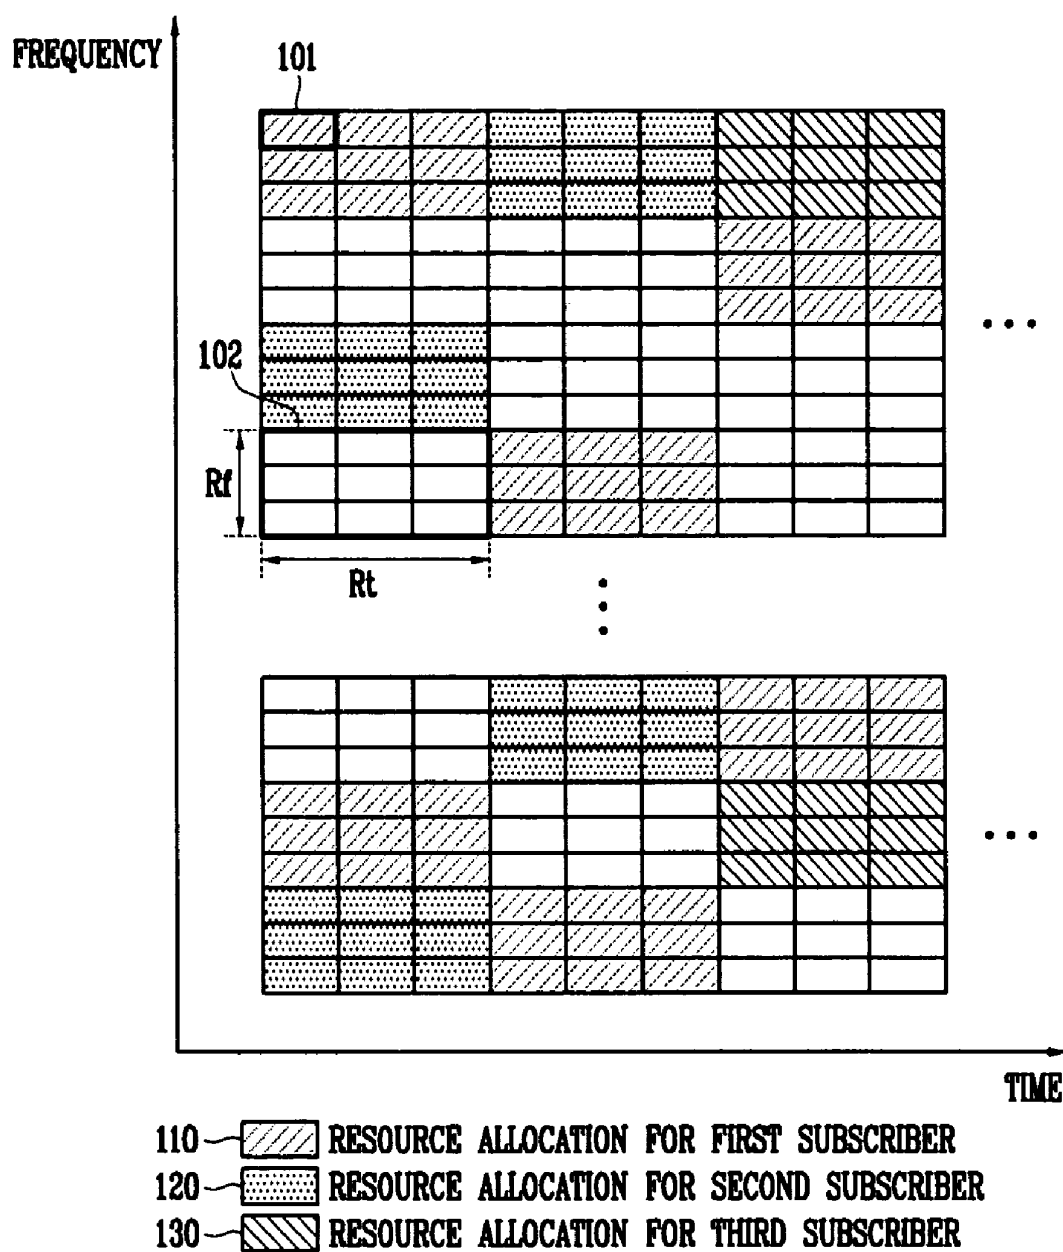 FREQUENCY
101
102
Rf
Rt
TIME
110 RESOURCE ALLOCATION FOR FIRST SUBSCRIBER
120 RESOURCE ALLOCATION FOR SECOND SUBSCRIBER
130 RESOURCE ALLOCATION FOR THIRD SUBSCRIBER